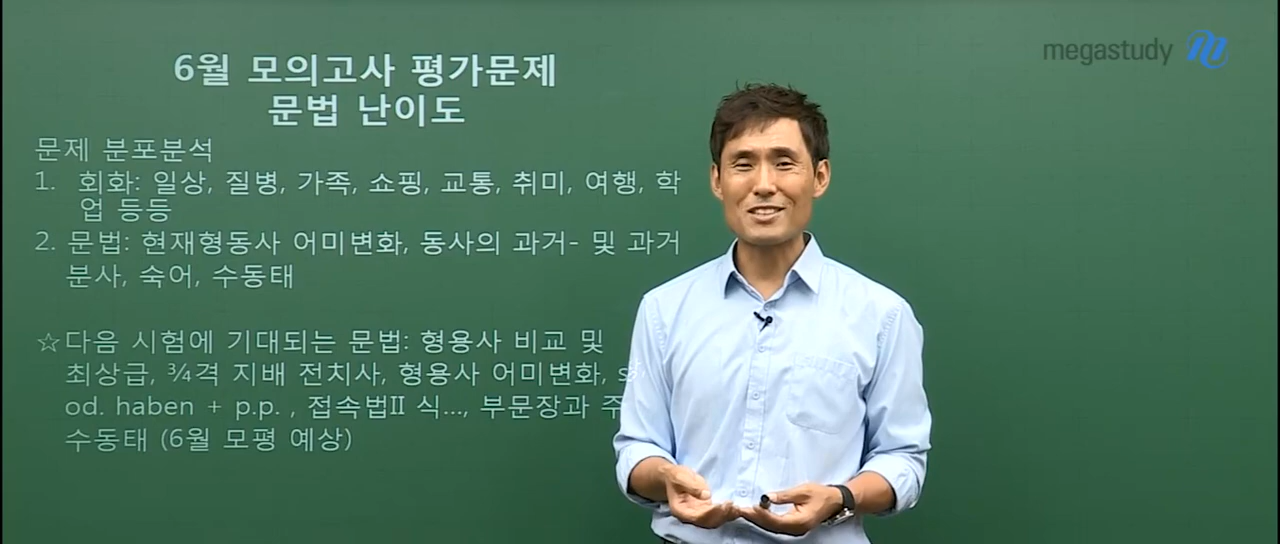 megastudy
6월 모의고사 평가문제
문법 난이도
문제 분포분석
1. 회화: 일상, 질병, 가족, 쇼핑, 교통, 취미, 여행, 학
업 등등
2. 문법: 현재형동사 어미변화, 동사의 과거- 및 과거
분사, 숙어, 수동태
☆다음 시험에 기대되는 문법: 형용사 비교 및
최상급, ¾격 지배 전치사, 형용사 어미변화,
od. haben + p.p. , 접속법II 식..., 부문장과
수동태 (6월 모평 예상)